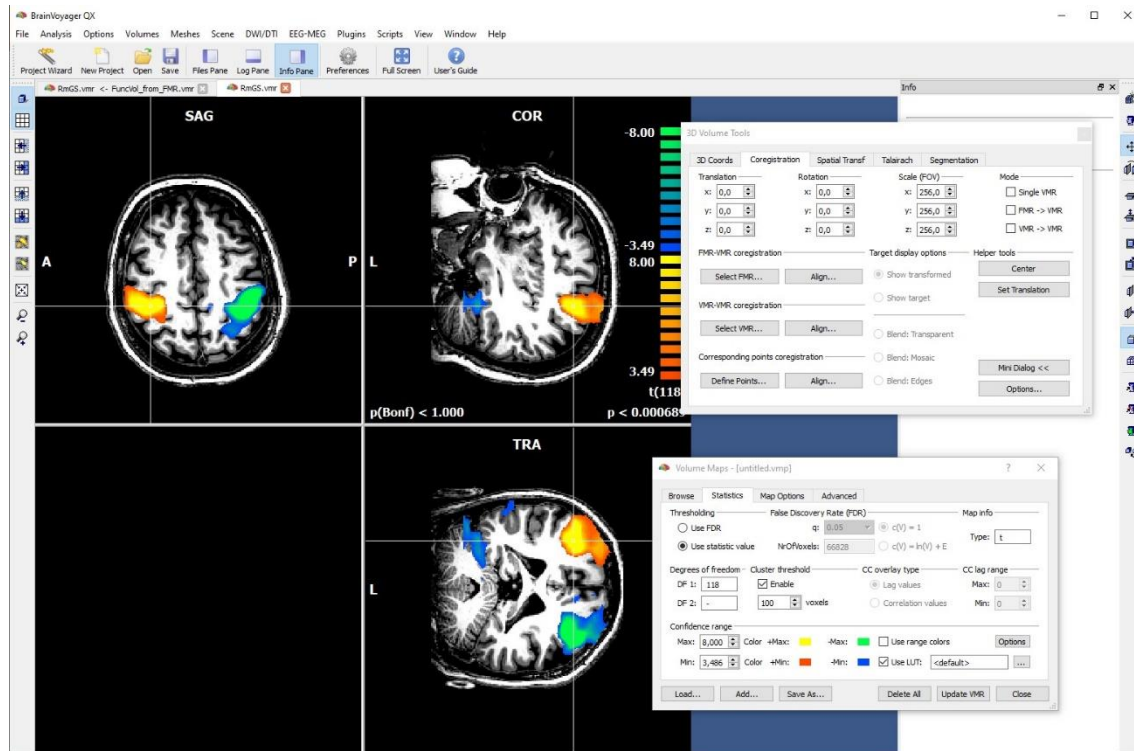 BrainVoyager QX
File Analysis Options Volumes Meshes Scene DWI/DTI EEG-MEG Plugins Scripts View Window Help
Project Wizard New Project Open Save Files Pane Log Pane Info Pane Preferences Full Screen User's Guide
RmGS.vmr <- FuncVol_from_FMR.vmr RmGS.vmr Info
SAG
A P
COR
L
-8.00
-3.49
8.00
3.49
t(118
p(Bonf) < 1.000 p < 0.000689
TRA
L
3D Volume Tools
3D Coords Coregistration Spatial Transf Talairach Segmentation
Translation Rotation Scale (FOV) Mode
x: 0,0 x: 0,0 x: 256,0 Single VMR
y: 0,0 y: 0,0 y: 256,0 FMR -> VMR
z: 0,0 z: 0,0 z: 256,0 VMR -> VMR
FMR-VMR coregistration Target display options Helper tools
Select FMR... Align... Show transformed Center
Show target Set Translation
VMR-VMR coregistration
Select VMR... Align... Blend: Transparent
Corresponding points coregistration Blend: Mosaic Mini Dialog <<
Define Points... Align... Blend: Edges Options...
Volume Maps - [untitled.vmp] ?
Browse Statistics Map Options Advanced
Thresholding False Discovery Rate (FDR) Map info
Use FDR q: 0.05 c(V) = 1 Type: t
Use statistic value NrOfVoxels: 66828 c(V) = ln(V) + E
Degrees of freedom Cluster threshold CC overlay type CC lag range
DF 1: 118 Enable Lag values Max: 0
DF 2: - 100 voxels Correlation values Min: 0
Confidence range
Max: 8,000 Color +Max: -Max: Use range colors Options
Min: 3,486 Color +Min: -Min: Use LUT: <default> ...
Load... Add... Save As... Delete All Update VMR Close